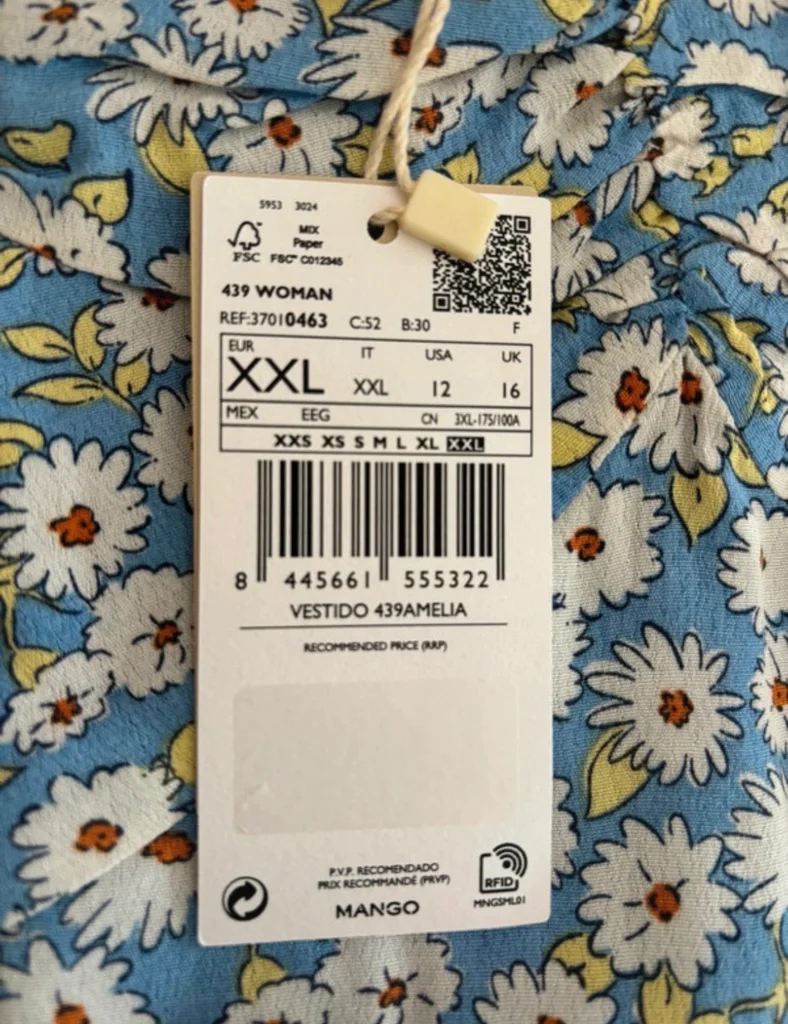 5953 3024
MIX
Paper
FSC FSC™ C012345
439 WOMAN
REF:37010463 C:52 B:30 F
EUR IT USA UK
XXL XXL 12 16
MEX EEG CN 3XL-175/100A
XXS XS S M L XL XXL
8 445661 555322
VESTIDO 439AMELIA
RECOMMENDED PRICE (RRP)
P.V.P. RECOMENDADO
PRIX RECOMMANDÉ (PRVP)
MANGO
RFID
MNGSML01